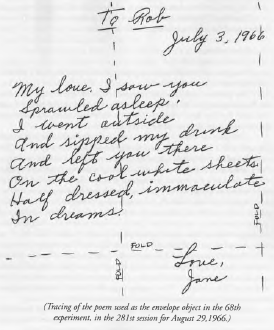 To Rob
July 3, 1966
My love, I saw you
Sprawled asleep.
I went outside
And sipped my drink
And left you there
On the cool white sheets
Half dressed, immaculate
In dreams.
FOLD
FOLD
FOLD
Love,
Jane
(Tracing of the poem used as the envelope object in the 68th
experiment, in the 281st session for August 29, 1966.)